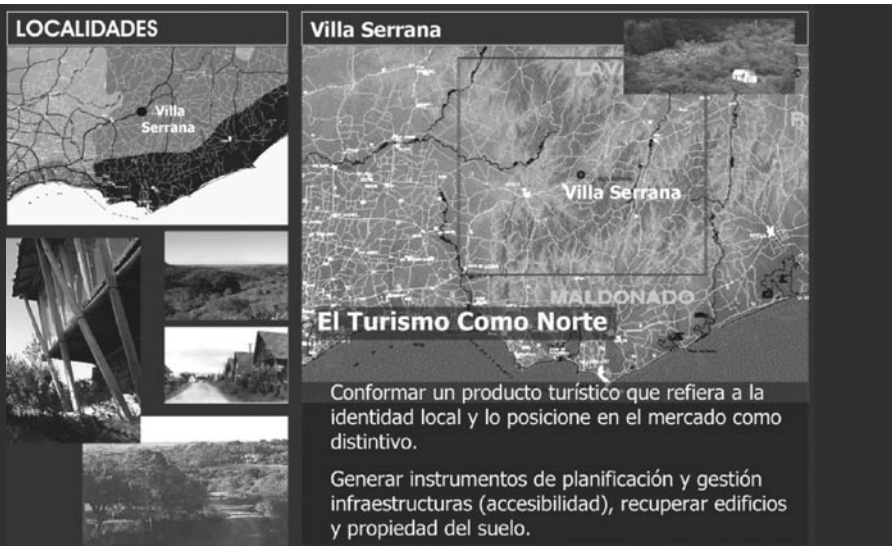 LOCALIDADES
Villa
Serrana
Villa Serrana
Villa Serrana
MALDONADO
El Turismo Como Norte
Conformar un producto turístico que refiera a la
identidad local y lo posicione en el mercado como
distintivo.
Generar instrumentos de planificación y gestión
infraestructuras (accesibilidad), recuperar edificios
y propiedad del suelo.